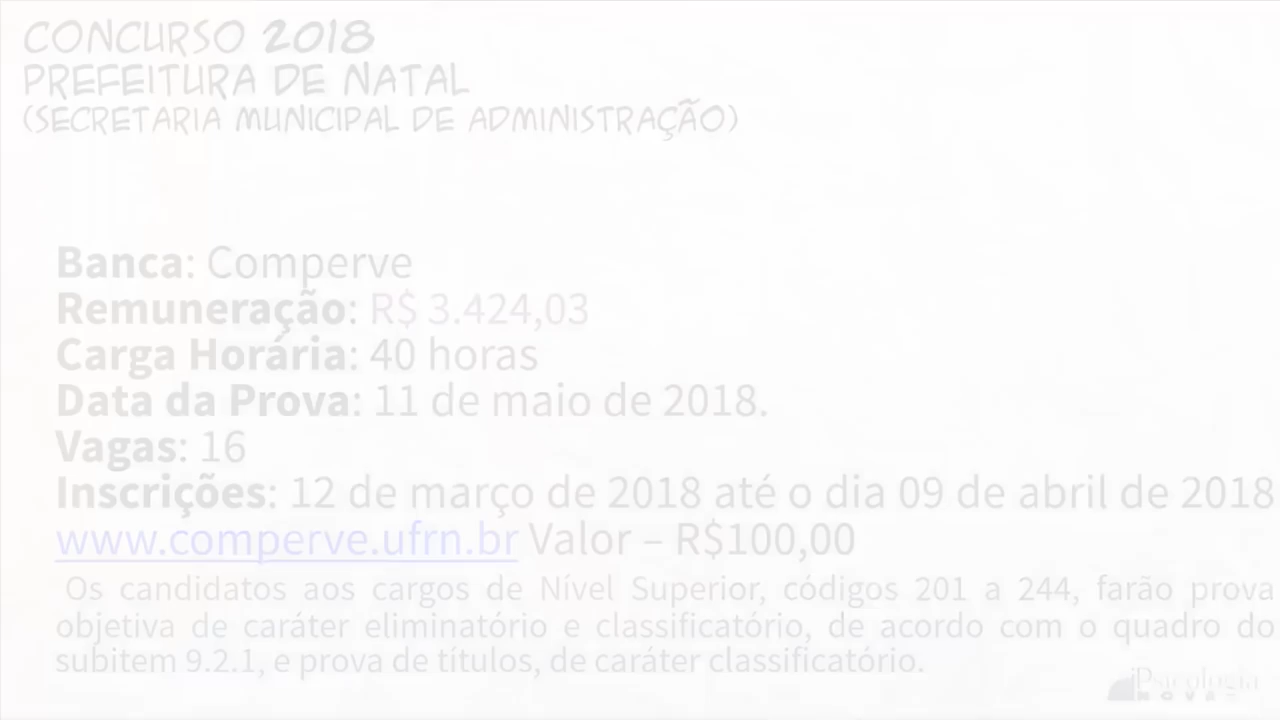 CONCURSO 2018
PREFEITURA DE NATAL
(SECRETARIA MUNICIPAL DE ADMINISTRAÇÃO)
Banca: Comperve
Remuneração: R$ 3.424,03
Carga Horária: 40 horas
Data da Prova: 11 de maio de 2018.
Vagas: 16
Inscrições: 12 de março de 2018 até o dia 09 de abril de 2018
www.comperve.ufrn.br Valor – R$100,00
Os candidatos aos cargos de Nível Superior, códigos 201 a 244, farão prova
objetiva de caráter eliminatório e classificatório, de acordo com o quadro do
subitem 9.2.1, e prova de títulos, de caráter classificatório.
Psicologia
NOVA